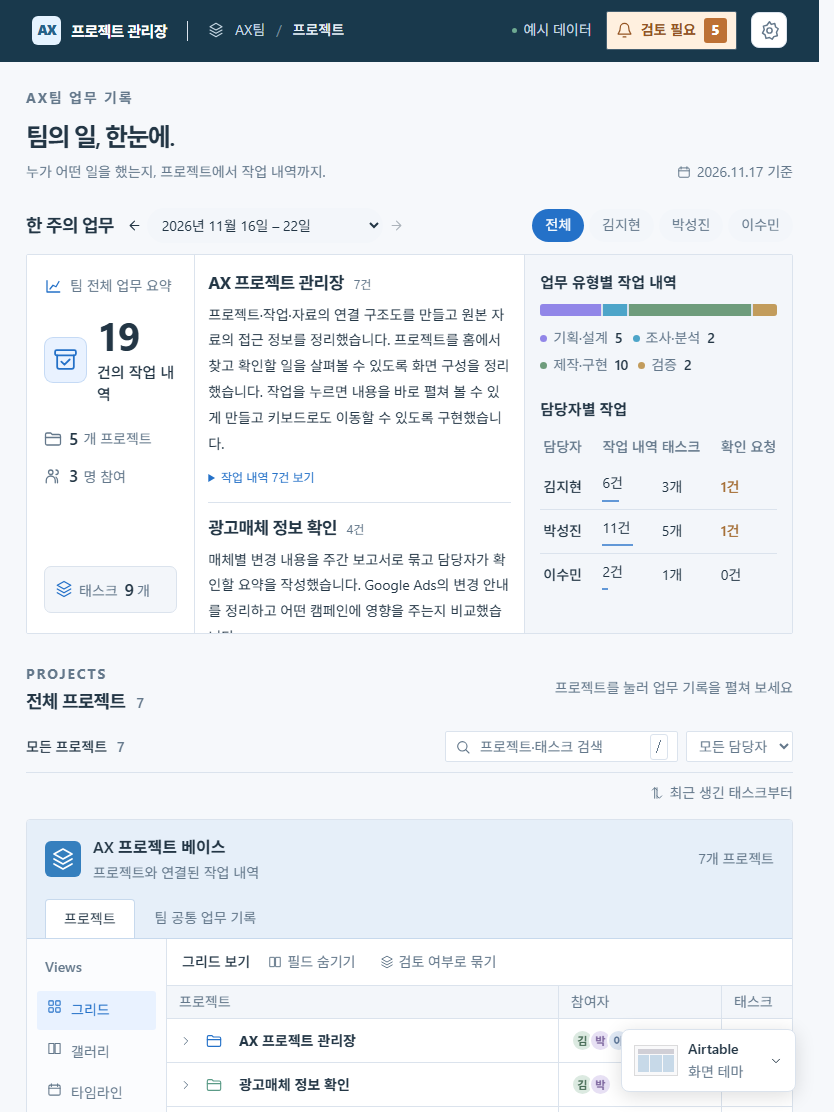 AX 프로젝트 관리장 AX팀 / 프로젝트 예시 데이터 검토 필요 5
AX팀 업무 기록
팀의 일, 한눈에.
누가 어떤 일을 했는지, 프로젝트에서 작업 내역까지. 2026.11.17 기준
한 주의 업무 ← 2026년 11월 16일 – 22일 → 전체 김지현 박성진 이수민
팀 전체 업무 요약
19
건의 작업 내
역
5 개 프로젝트
3 명 참여
태스크 9 개
AX 프로젝트 관리장 7건
프로젝트·작업·자료의 연결 구조도를 만들고 원본 자
료의 접근 정보를 정리했습니다. 프로젝트를 홈에서
찾고 확인할 일을 살펴볼 수 있도록 화면 구성을 정리
했습니다. 작업을 누르면 내용을 바로 펼쳐 볼 수 있
게 만들고 키보드로도 이동할 수 있도록 구현했습니
다.
▶ 작업 내역 7건 보기
광고매체 정보 확인 4건
매체별 변경 내용을 주간 보고서로 묶고 담당자가 확
인할 요약을 작성했습니다. Google Ads의 변경 안내
를 정리하고 어떤 캠페인에 영향을 주는지 비교했습
업무 유형별 작업 내역
기획·설계 5 조사·분석 2
제작·구현 10 검증 2
담당자별 작업
담당자 작업 내역 태스크 확인 요청
김지현 6건 3개 1건
박성진 11건 5개 1건
이수민 2건 1개 0건
PROJECTS
전체 프로젝트 7
프로젝트를 눌러 업무 기록을 펼쳐 보세요
모든 프로젝트 7 프로젝트·태스크 검색 / 모든 담당자
최근 생긴 태스크부터
AX 프로젝트 베이스
프로젝트와 연결된 작업 내역
7개 프로젝트
프로젝트 팀 공통 업무 기록
Views
그리드
갤러리
타임라인
그리드 보기 필드 숨기기 검토 여부로 묶기
프로젝트 참여자 태스크
AX 프로젝트 관리장 김 박
광고매체 정보 확인 김 박
Airtable
화면 테마